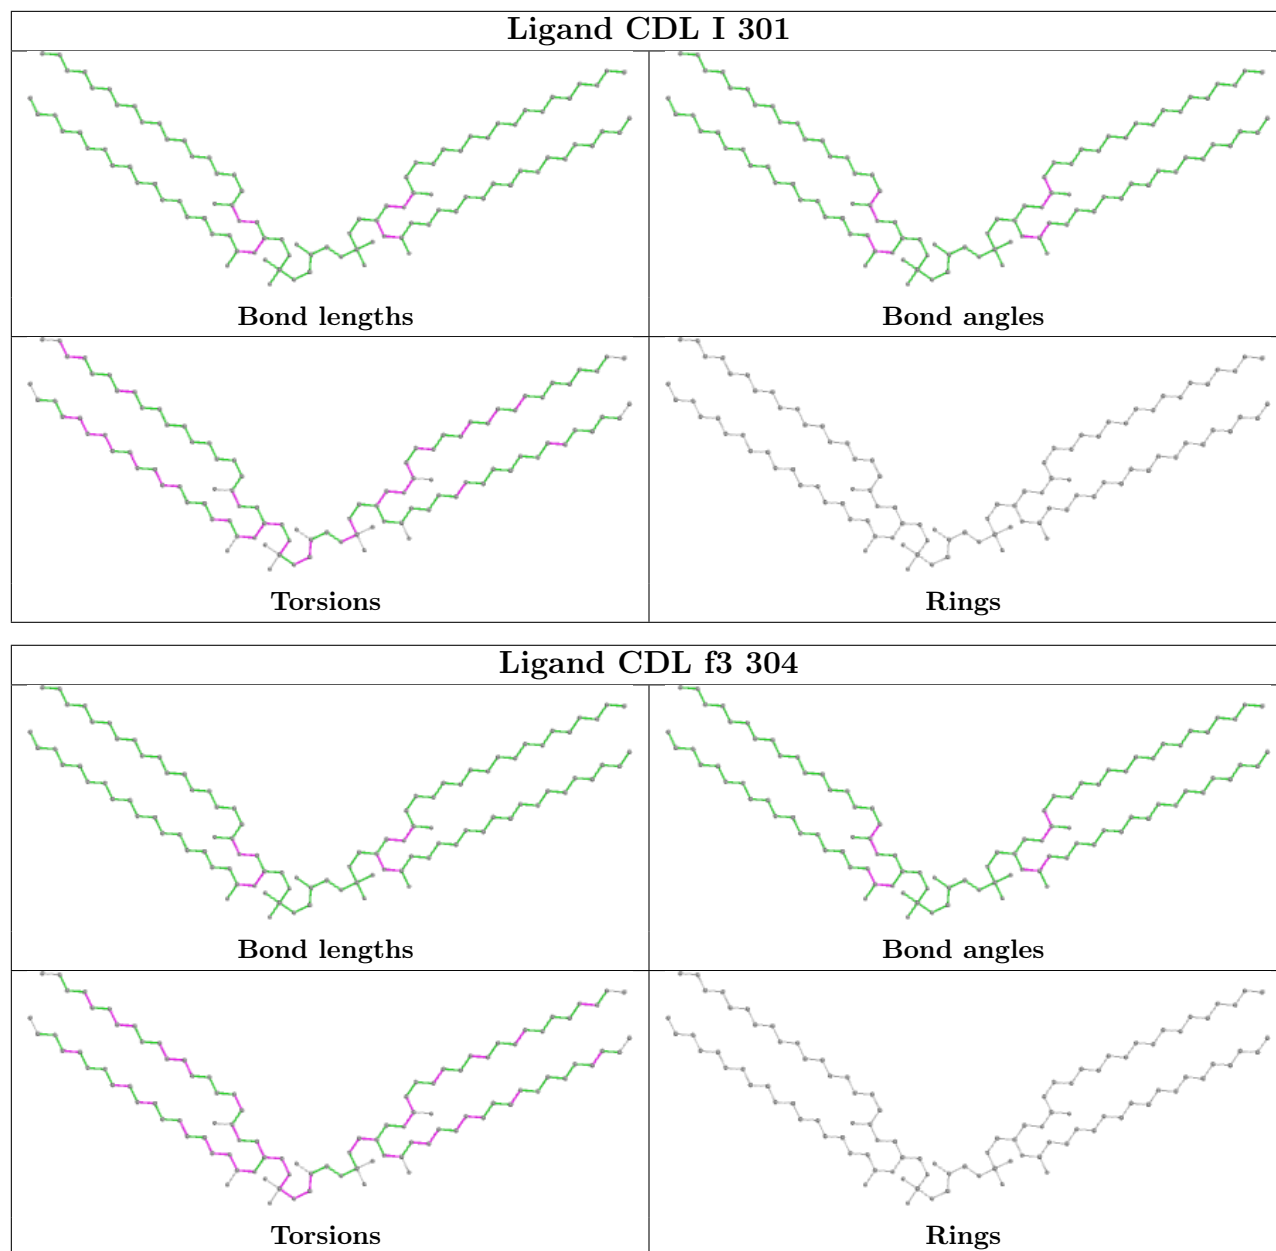 Ligand CDL I 301
Bond lengths
Bond angles
Torsions
Rings
Ligand CDL f3 304
Bond lengths
Bond angles
Torsions
Rings